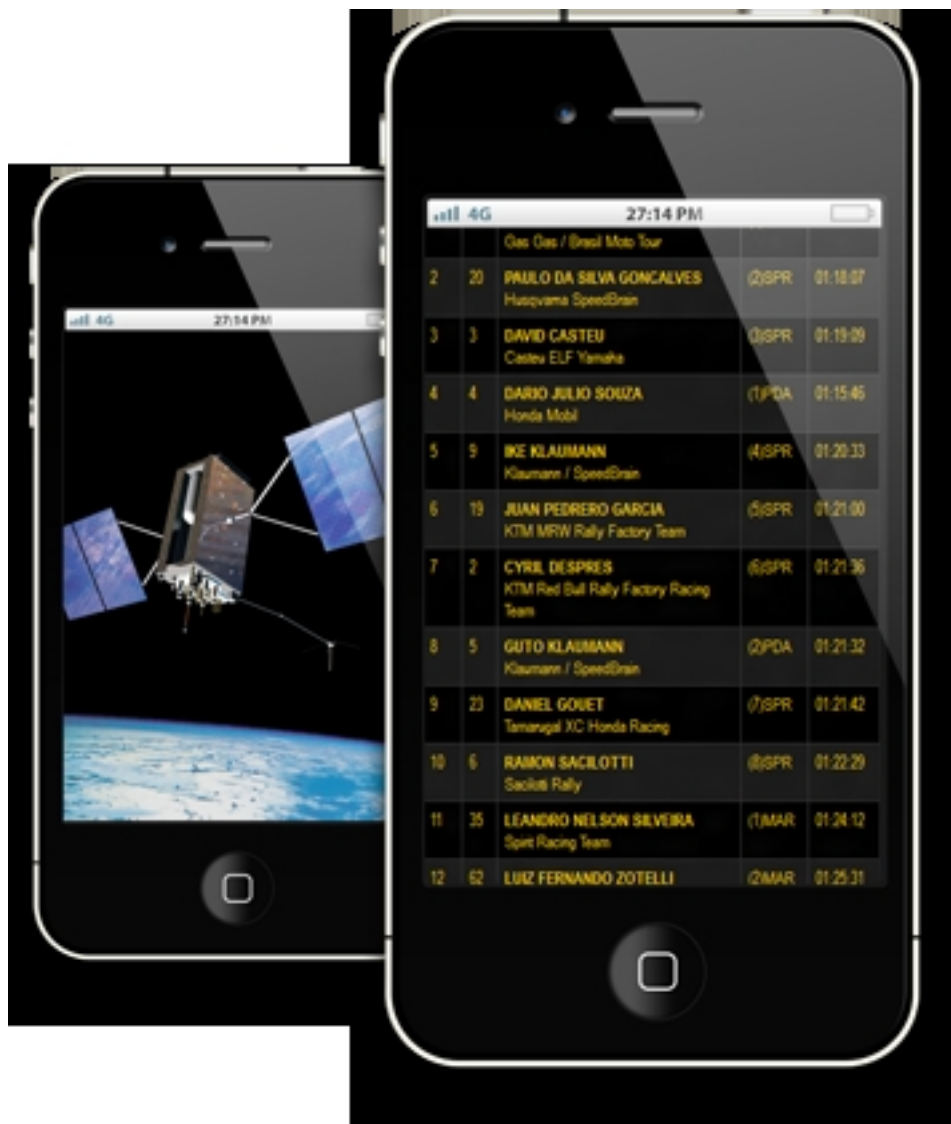 4G 27:14 PM
4G 27:14 PM
Gas Gas / Brasil Moto Tour
2 20 PAULO DA SILVA GONCALVES (2)SPR 01:18:07
Husqvarna SpeedBrain
3 3 DAVID CASTEU (3)SPR 01:19:09
Casteu ELF Yamaha
4 4 DARIO JULIO SOUZA (1)PDA 01:15:46
Honda Mobil
5 9 IKE KLAUMANN (4)SPR 01:20:33
Klaumann / SpeedBrain
6 19 JUAN PEDRERO GARCIA (5)SPR 01:21:00
KTM MRW Rally Factory Team
7 2 CYRIL DESPRES (6)SPR 01:21:36
KTM Red Bull Rally Factory Racing
Team
8 5 GUTO KLAUMANN (2)PDA 01:21:32
Klaumann / SpeedBrain
9 23 DANIEL GOUET (7)SPR 01:21:42
Tamarugal XC Honda Racing
10 6 RAMON SACILOTTI (8)SPR 01:22:29
Sacilotti Rally
11 35 LEANDRO NELSON SILVEIRA (1)MAR 01:24:12
Spirit Racing Team
12 62 LUIZ FERNANDO ZOTELLI (2)MAR 01:25:31